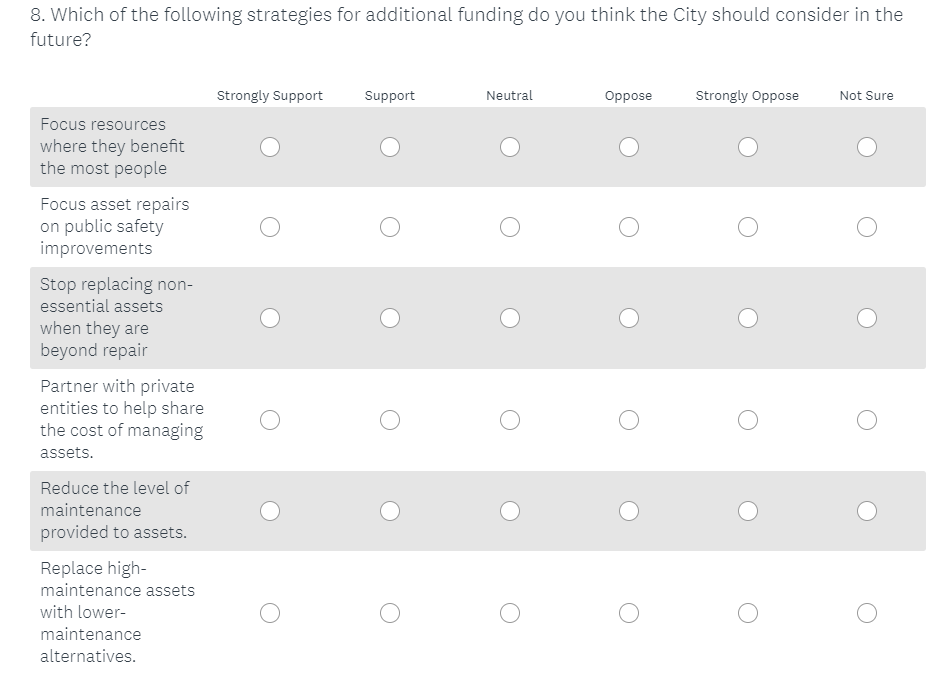 8. Which of the following strategies for additional funding do you think the City should consider in the
future?
Strongly Support Support Neutral Oppose Strongly Oppose Not Sure
Focus resources
where they benefit
the most people
Focus asset repairs
on public safety
improvements
Stop replacing non-
essential assets
when they are
beyond repair
Partner with private
entities to help share
the cost of managing
assets.
Reduce the level of
maintenance
provided to assets.
Replace high-
maintenance assets
with lower-
maintenance
alternatives.